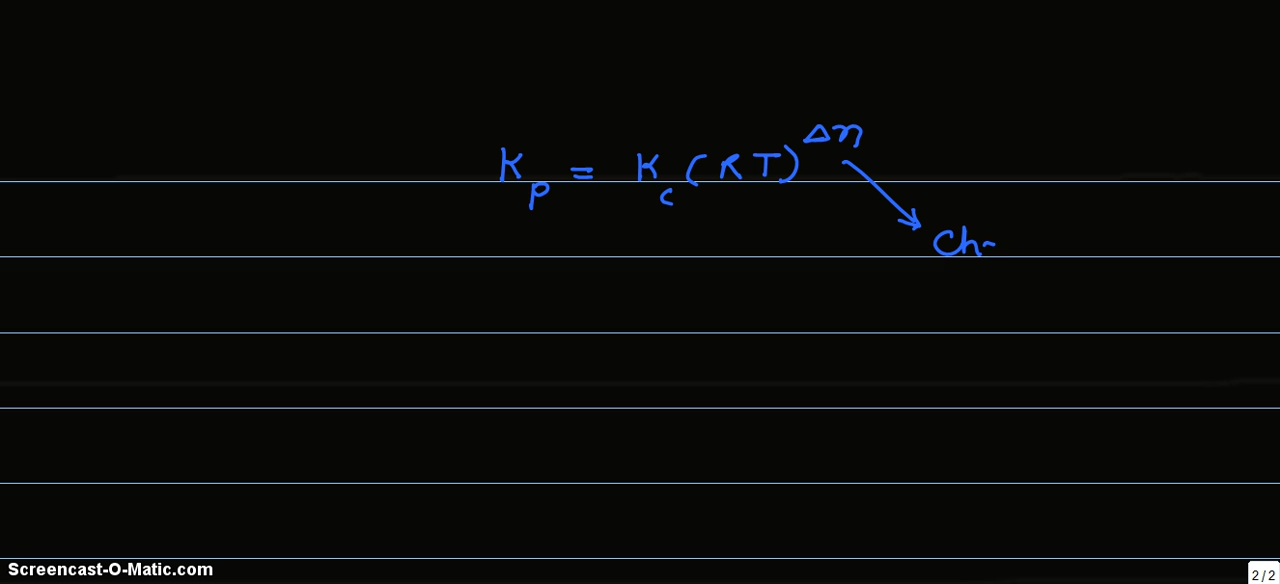 Kp = Kc (RT)^Δn
Ch
Screencast-O-Matic.com
2/2